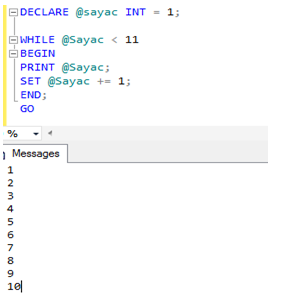 DECLARE @sayac INT = 1;
WHILE @Sayac < 11
BEGIN
PRINT @Sayac;
SET @Sayac += 1;
END;
GO
%
Messages
1
2
3
4
5
6
7
8
9
10